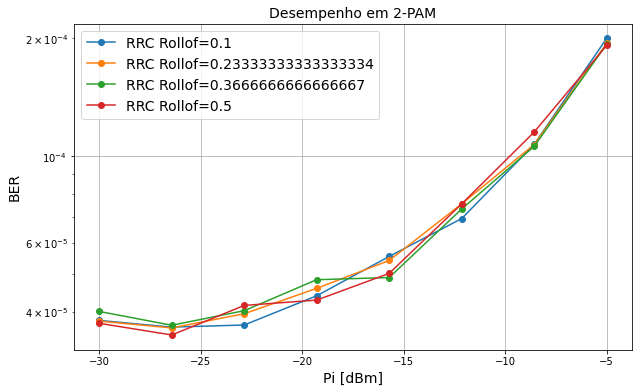 Desempenho em 2-PAM
RRC Rollof=0.1
RRC Rollof=0.23333333333333334
RRC Rollof=0.3666666666666667
RRC Rollof=0.5
BER
2 × 10⁻⁴
10⁻⁴
6 × 10⁻⁵
4 × 10⁻⁵
−30 −25 −20 −15 −10 −5
Pi [dBm]